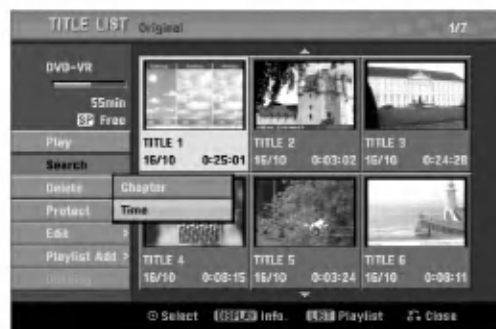 TITLE LIST Original 1/7
DVD-VR
55min
SP Free
Play
Search
Delete
Protect
Edit
Playlist Add >
Chapter
Time
TITLE 1
16/10 0:25:01
TITLE 2
16/10 0:03:02
TITLE 3
16/10 0:24:28
TITLE 4
16/10 0:08:15
TITLE 5
16/10 0:03:24
TITLE 6
16/10 0:08:11
Select DISPLAY Info. LIST Playlist Close